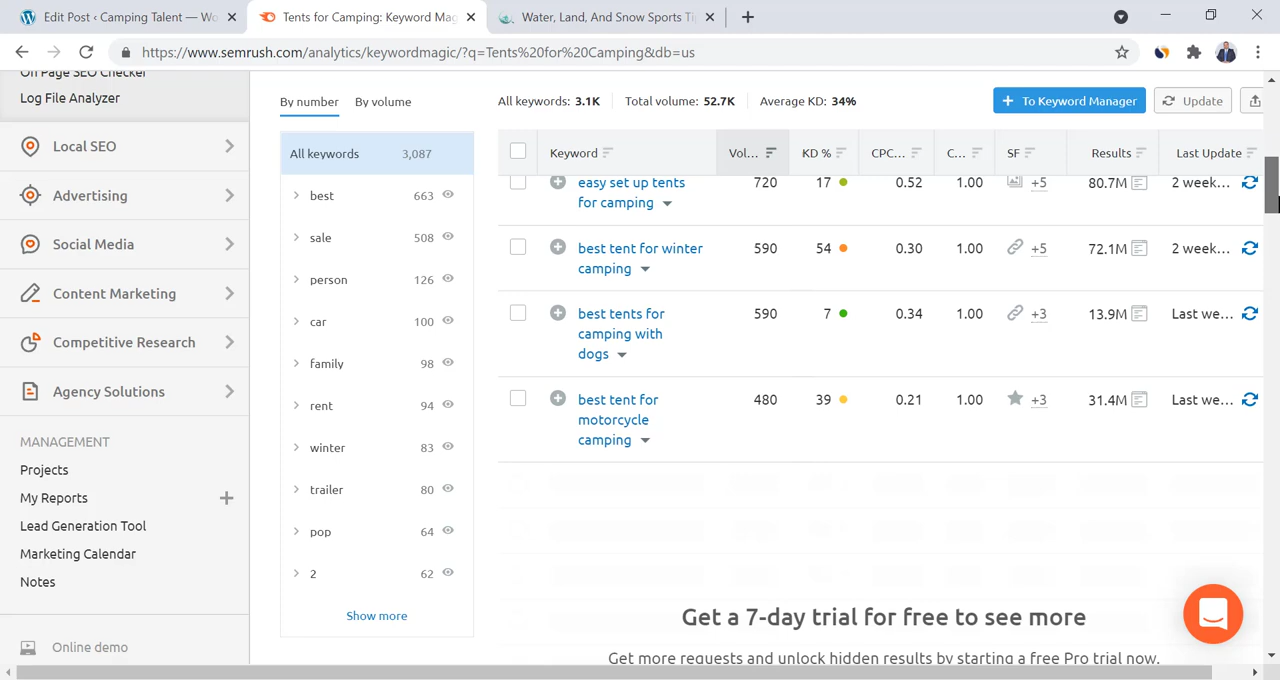 Edit Post ‹ Camping Talent — Wo
Tents for Camping: Keyword Mag
Water, Land, And Snow Sports Ti
https://www.semrush.com/analytics/keywordmagic/?q=Tents%20for%20Camping&db=us
On Page SEO Checker
Log File Analyzer
Local SEO
Advertising
Social Media
Content Marketing
Competitive Research
Agency Solutions
MANAGEMENT
Projects
My Reports
Lead Generation Tool
Marketing Calendar
Notes
Online demo
By number By volume
All keywords 3,087
best 663
sale 508
person 126
car 100
family 98
rent 94
winter 83
trailer 80
pop 64
2 62
Show more
All keywords: 3.1K Total volume: 52.7K Average KD: 34%
+ To Keyword Manager Update
Keyword Vol... KD % CPC... C... SF Results Last Update
easy set up tents for camping 720 17 0.52 1.00 +5 80.7M 2 week...
best tent for winter camping 590 54 0.30 1.00 +5 72.1M 2 week...
best tents for camping with dogs 590 7 0.34 1.00 +3 13.9M Last we...
best tent for motorcycle camping 480 39 0.21 1.00 +3 31.4M Last we...
Get a 7-day trial for free to see more
Get more requests and unlock hidden results by starting a free Pro trial now.